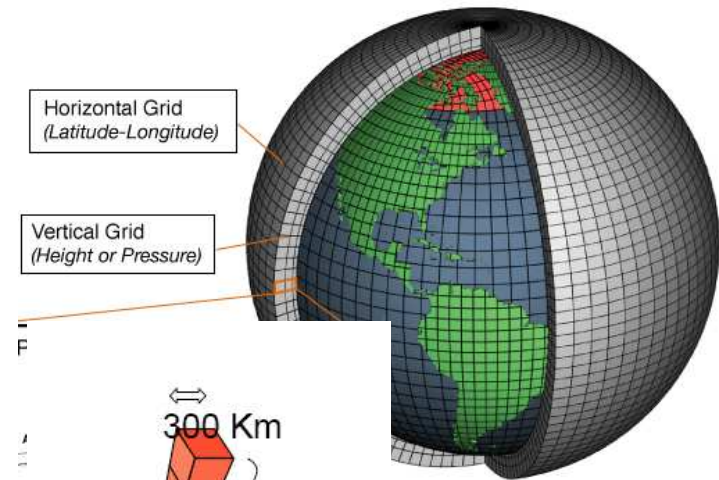 Horizontal Grid
(Latitude-Longitude)
Vertical Grid
(Height or Pressure)
300 Km